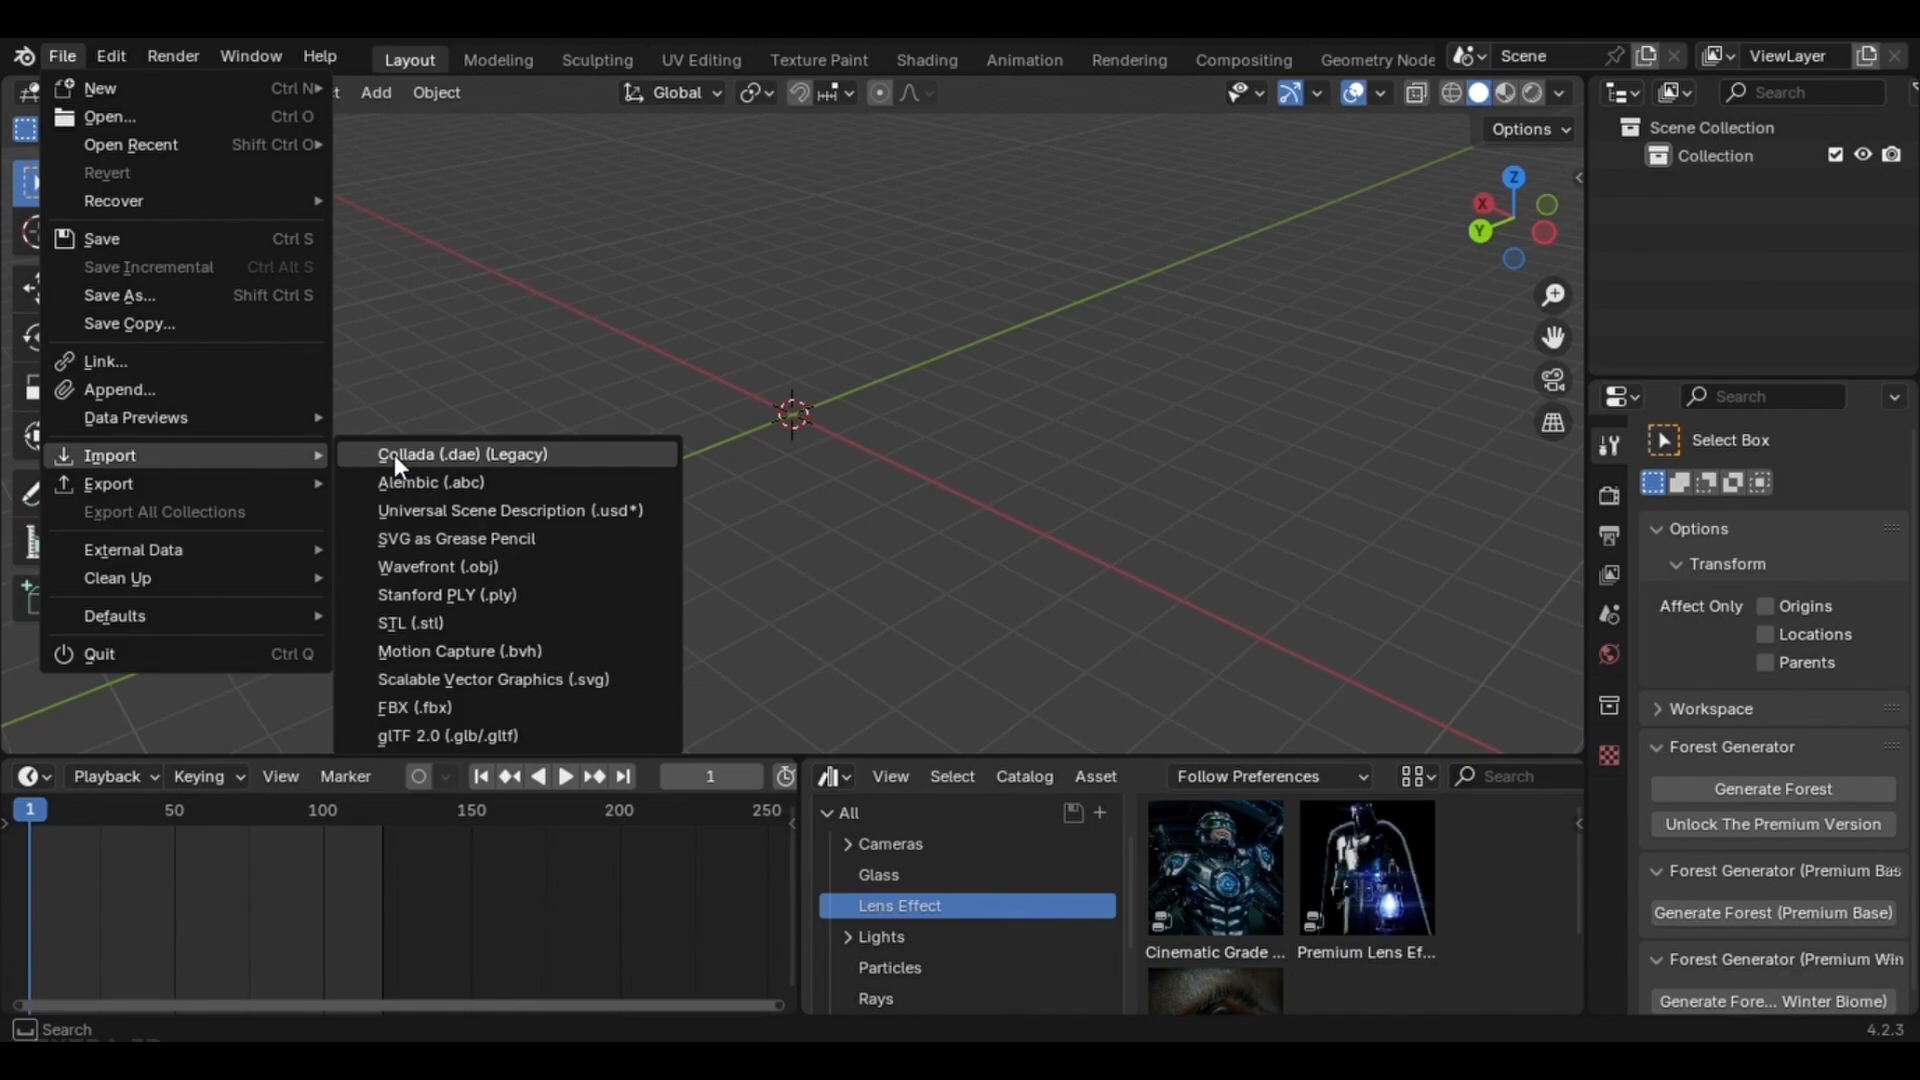 File Edit Render Window Help Layout Modeling Sculpting UV Editing Texture Paint Shading Animation Rendering Compositing Geometry Node Scene ViewLayer
Add Object Global Search
Options
New Ctrl N
Open... Ctrl O
Open Recent Shift Ctrl O
Revert
Recover
Save Ctrl S
Save Incremental Ctrl Alt S
Save As... Shift Ctrl S
Save Copy...
Link...
Append...
Data Previews
Import
Export
Export All Collections
External Data
Clean Up
Defaults
Quit Ctrl Q
Collada (.dae) (Legacy)
Alembic (.abc)
Universal Scene Description (.usd*)
SVG as Grease Pencil
Wavefront (.obj)
Stanford PLY (.ply)
STL (.stl)
Motion Capture (.bvh)
Scalable Vector Graphics (.svg)
FBX (.fbx)
glTF 2.0 (.glb/.gltf)
Z
X
Y
Scene Collection
Collection
Search
Select Box
Options
Transform
Affect Only Origins
Locations
Parents
Workspace
Forest Generator
Generate Forest
Unlock The Premium Version
Forest Generator (Premium Bas
Generate Forest (Premium Base)
Forest Generator (Premium Win
Generate Fore... Winter Biome)
Playback Keying View Marker 1
1 50 100 150 200 250
View Select Catalog Asset Follow Preferences Search
All
Cameras
Glass
Lens Effect
Lights
Particles
Rays
Cinematic Grade ... Premium Lens Ef...
Search
4.2.3